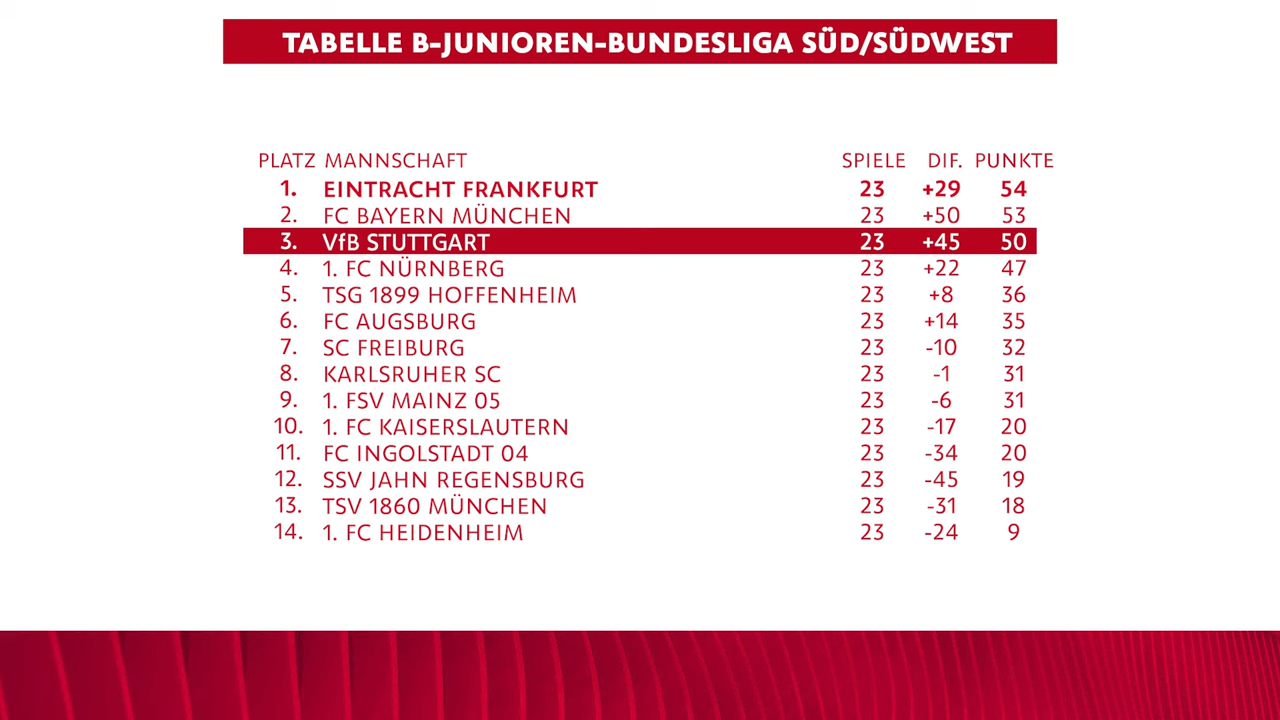 TABELLE B-JUNIOREN-BUNDESLIGA SÜD/SÜDWEST
PLATZ MANNSCHAFT SPIELE DIF. PUNKTE
1. EINTRACHT FRANKFURT 23 +29 54
2. FC BAYERN MÜNCHEN 23 +50 53
3. VfB STUTTGART 23 +45 50
4. 1. FC NÜRNBERG 23 +22 47
5. TSG 1899 HOFFENHEIM 23 +8 36
6. FC AUGSBURG 23 +14 35
7. SC FREIBURG 23 -10 32
8. KARLSRUHER SC 23 -1 31
9. 1. FSV MAINZ 05 23 -6 31
10. 1. FC KAISERSLAUTERN 23 -17 20
11. FC INGOLSTADT 04 23 -34 20
12. SSV JAHN REGENSBURG 23 -45 19
13. TSV 1860 MÜNCHEN 23 -31 18
14. 1. FC HEIDENHEIM 23 -24 9